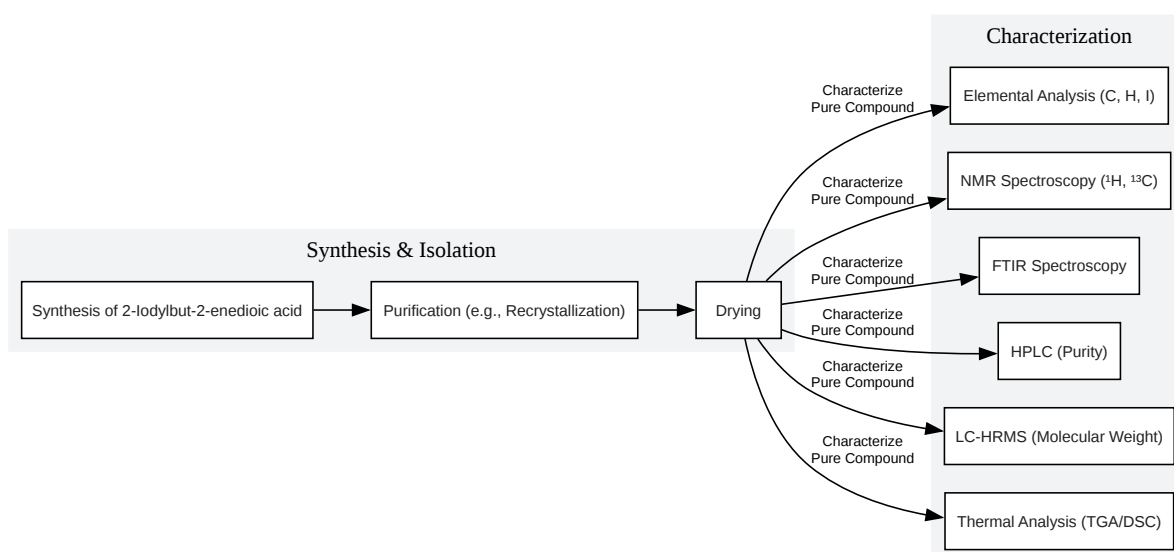 Characterization
Characterize
Pure Compound
Elemental Analysis (C, H, I)
Characterize
Pure Compound
NMR Spectroscopy (¹H, ¹³C)
Synthesis & Isolation
Characterize
Pure Compound
FTIR Spectroscopy
Synthesis of 2-Iodylbut-2-enedioic acid
Purification (e.g., Recrystallization)
Drying
Characterize
Pure Compound
HPLC (Purity)
Characterize
Pure Compound
LC-HRMS (Molecular Weight)
Characterize
Pure Compound
Thermal Analysis (TGA/DSC)